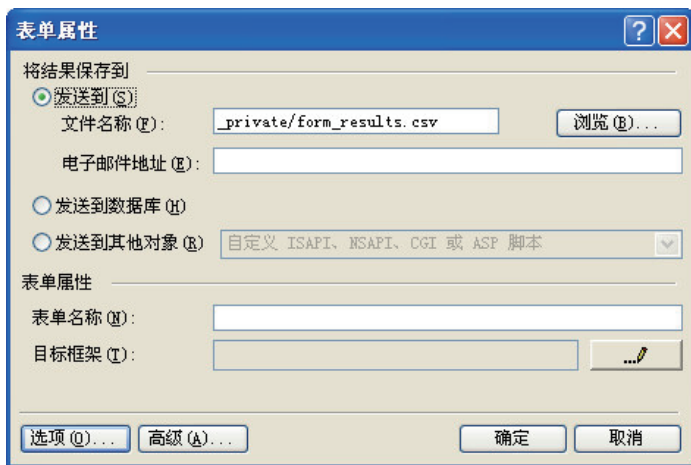 表单属性
将结果保存到
发送到(S)
文件名称(F): _private/form_results.csv 浏览(B)...
电子邮件地址(E):
发送到数据库(H)
发送到其他对象(R) 自定义 ISAPI、NSAPI、CGI 或 ASP 脚本
表单属性
表单名称(N):
目标框架(T): ...
选项(O)... 高级(A)... 确定 取消